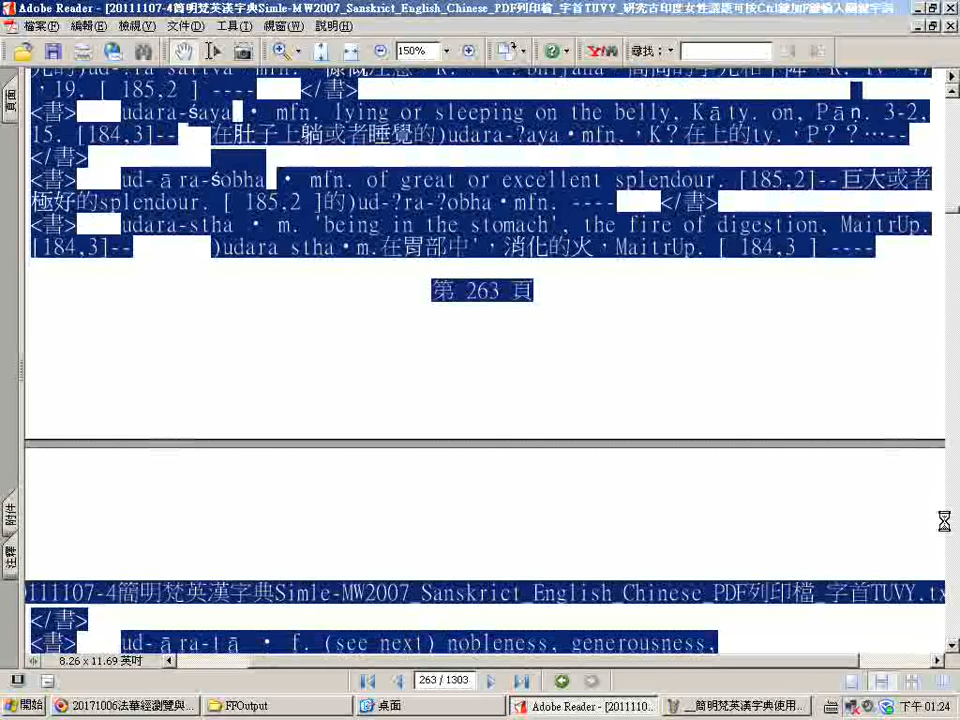 Adobe Reader - [20111107-4簡明梵英漢字典Simle-MW2007_Sanskrict_English_Chinese_PDF列印檔_字首TUVY_研究古印度女性議題可按Ctrl鍵加F鍵輸入關鍵字
檔案(F) 編輯(E) 檢視(V) 文件(D) 工具(T) 視窗(W) 說明(H)
150% 尋找：
頁面
，19. [ 185,2 ] ---- </書>
<書> udara-śaya • mfn. lying or sleeping on the belly, Kāty. on, Pāṇ. 3-2,
15. [184,3]-- 在肚子上躺或者睡覺的)udara-?aya•mfn.，K？在上的ty.，P？？…--
</書>
<書> ud-āra-śobha • mfn. of great or excellent splendour. [185,2]--巨大或者
極好的splendour. [ 185,2 ]的)ud-?ra-?obha•mfn. ---- </書>
<書> udara-stha • m. 'being in the stomach', the fire of digestion, MaitrUp.
[184,3]-- )udara stha•m.在胃部中'，消化的火，MaitrUp. [ 184,3 ] ----
第 263 頁
附件
注釋
111107-4簡明梵英漢字典Simle-MW2007_Sanskrict_English_Chinese_PDF列印檔_字首TUVY.tx
</書>
<書> ud-āra-tā • f. (see next) nobleness, generousness,
8.26 x 11.69 英吋
263 / 1303
開始 20171006法華經瀏覽與... FFOutput 桌面 Adobe Reader - [20111107... __簡明梵英字典使用... 下午 01:24